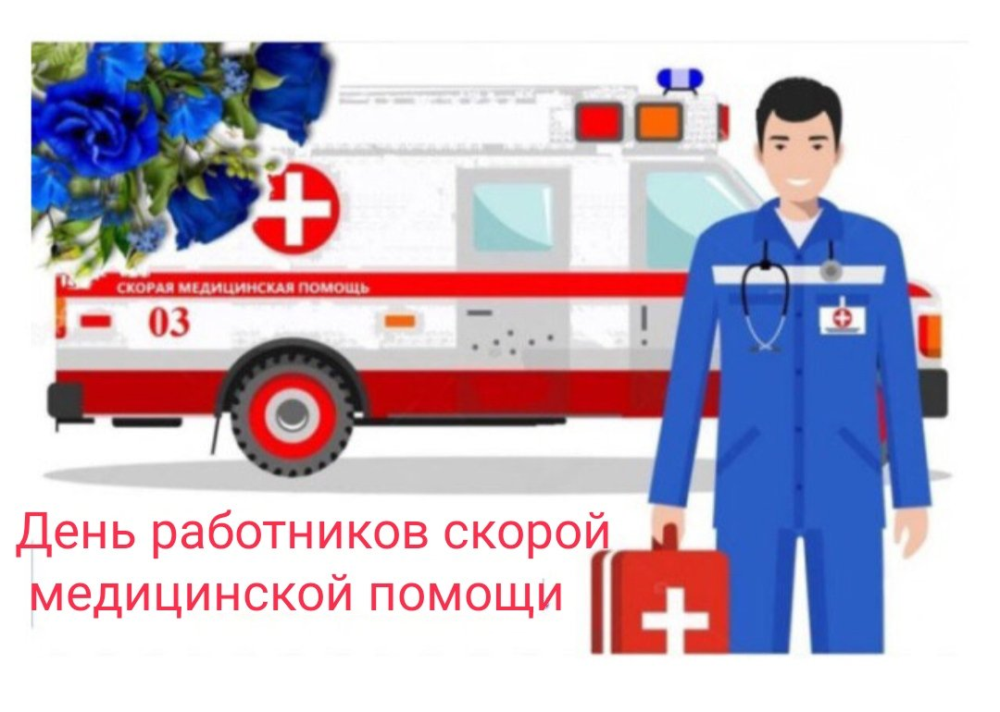 СКОРАЯ МЕДИЦИНСКАЯ ПОМОЩЬ
03
День работников скорой
медицинской помощи